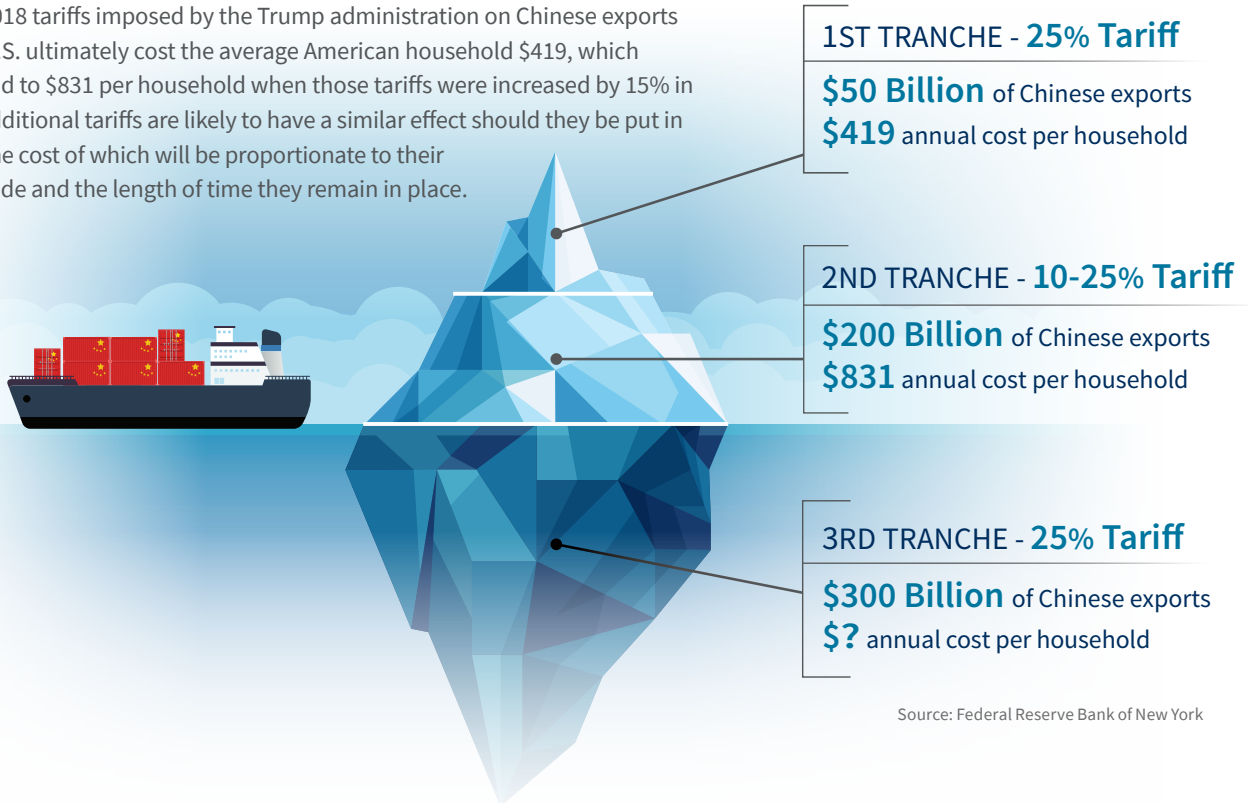 018 tariffs imposed by the Trump administration on Chinese exports
.S. ultimately cost the average American household $419, which
d to $831 per household when those tariffs were increased by 15% in
dditional tariffs are likely to have a similar effect should they be put in
e cost of which will be proportionate to their
de and the length of time they remain in place.
1ST TRANCHE - 25% Tariff
$50 Billion of Chinese exports
$419 annual cost per household
2ND TRANCHE - 10-25% Tariff
$200 Billion of Chinese exports
$831 annual cost per household
3RD TRANCHE - 25% Tariff
$300 Billion of Chinese exports
$? annual cost per household
Source: Federal Reserve Bank of New York